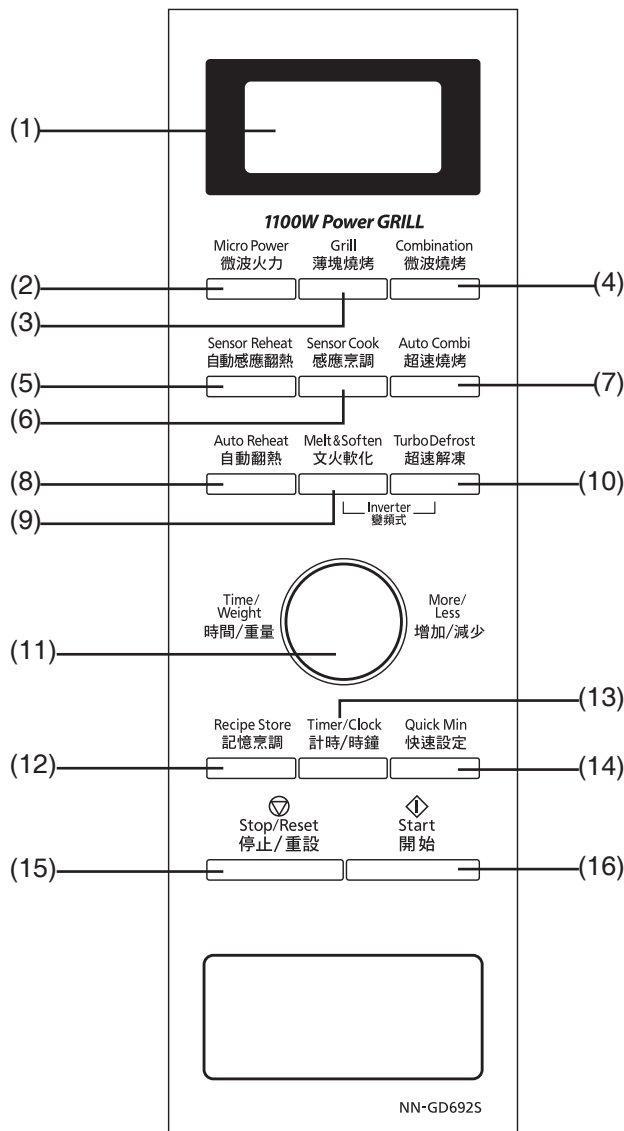 (1)
1100W Power GRILL
Micro Power Grill Combination
微波火力 薄塊燒烤 微波燒烤
(2) (4)
(3)
Sensor Reheat Sensor Cook Auto Combi
自動感應翻熱 感應烹調 超速燒烤
(5) (7)
(6)
Auto Reheat Melt&Soften TurboDefrost
自動翻熱 文火軟化 超速解凍
(8) (10)
(9) Inverter
變頻式
Time/ More/
Weight Less
時間/重量 增加/減少
(11)
(13)
Recipe Store Timer/Clock Quick Min
記憶烹調 計時/時鐘 快速設定
(12) (14)
Stop/Reset Start
停止/重設 開始
(15) (16)
NN-GD692S